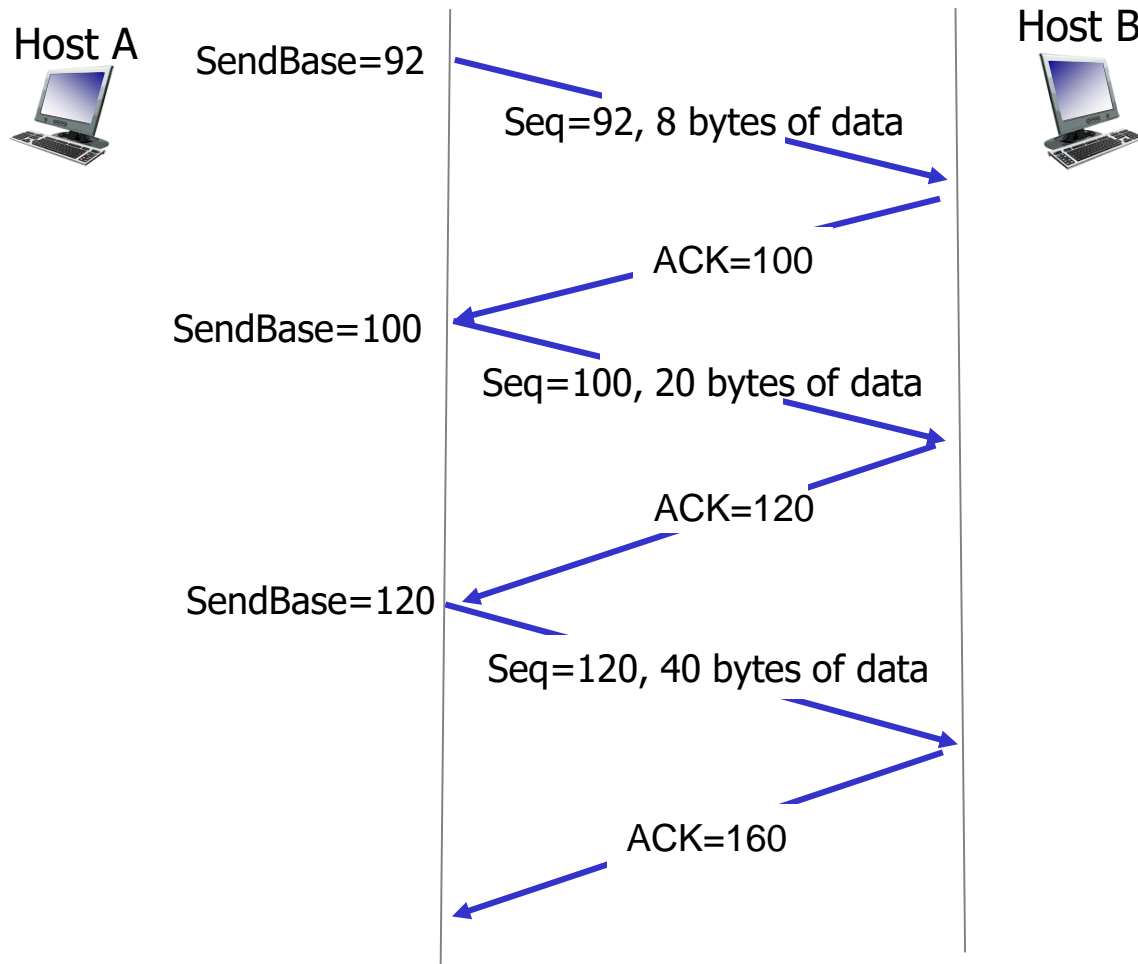 Host A
Host B
SendBase=92
Seq=92, 8 bytes of data
ACK=100
SendBase=100
Seq=100, 20 bytes of data
ACK=120
SendBase=120
Seq=120, 40 bytes of data
ACK=160